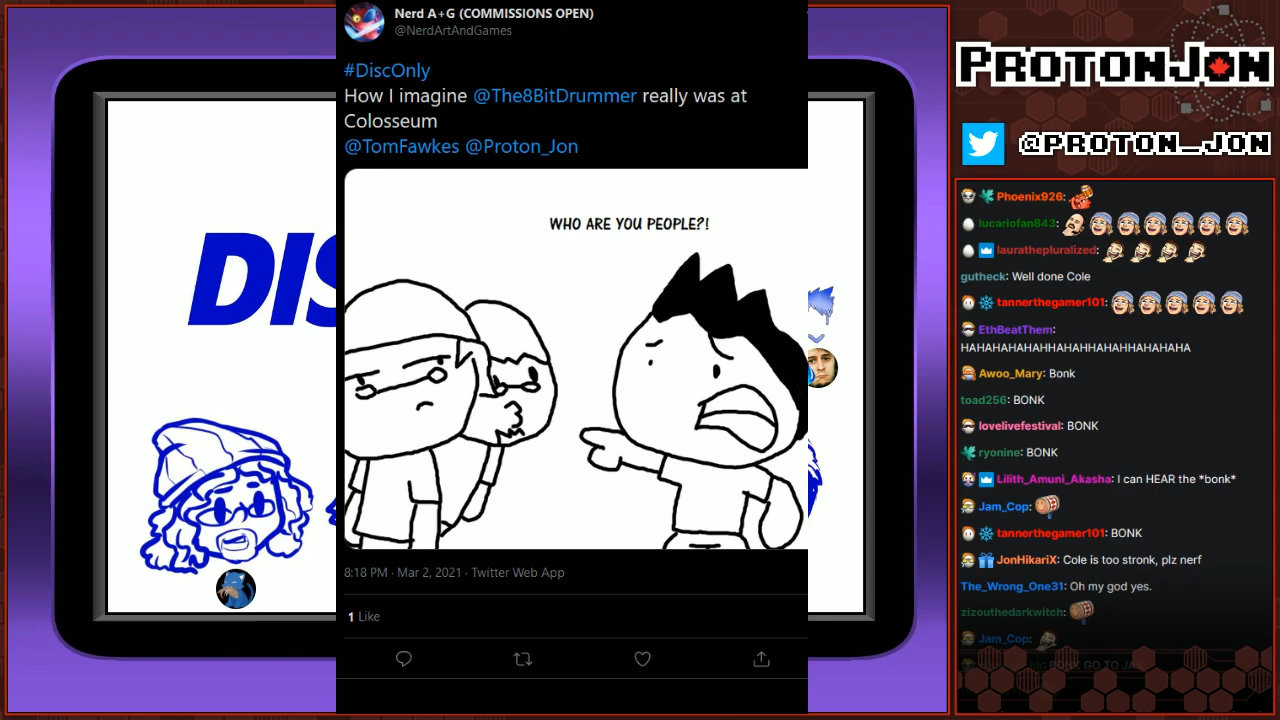 Nerd A+G (COMMISSIONS OPEN)
@NerdArtAndGames
#DiscOnly
How I imagine @The8BitDrummer really was at
Colosseum
@TomFawkes @Proton_Jon
WHO ARE YOU PEOPLE?!
8:18 PM · Mar 2, 2021 · Twitter Web App
1 Like
DIS
PROTONJON
@PROTON_JON
Phoenix926:
lucariofan843:
laurathepluralized:
gutheck: Well done Cole
tannerthegamer101:
EthBeatThem:
HAHAHAHAHAHHAHAHHAHAHHAHAHAHA
Awoo_Mary: Bonk
toad256: BONK
lovelivefestival: BONK
ryonine: BONK
Lilith_Amuni_Akasha: I can HEAR the *bonk*
Jam_Cop:
tannerthegamer101: BONK
JonHikariX: Cole is too stronk, plz nerf
The_Wrong_One31: Oh my god yes.
zizouthedarkwitch:
Jam_Cop:
BONK GO TO